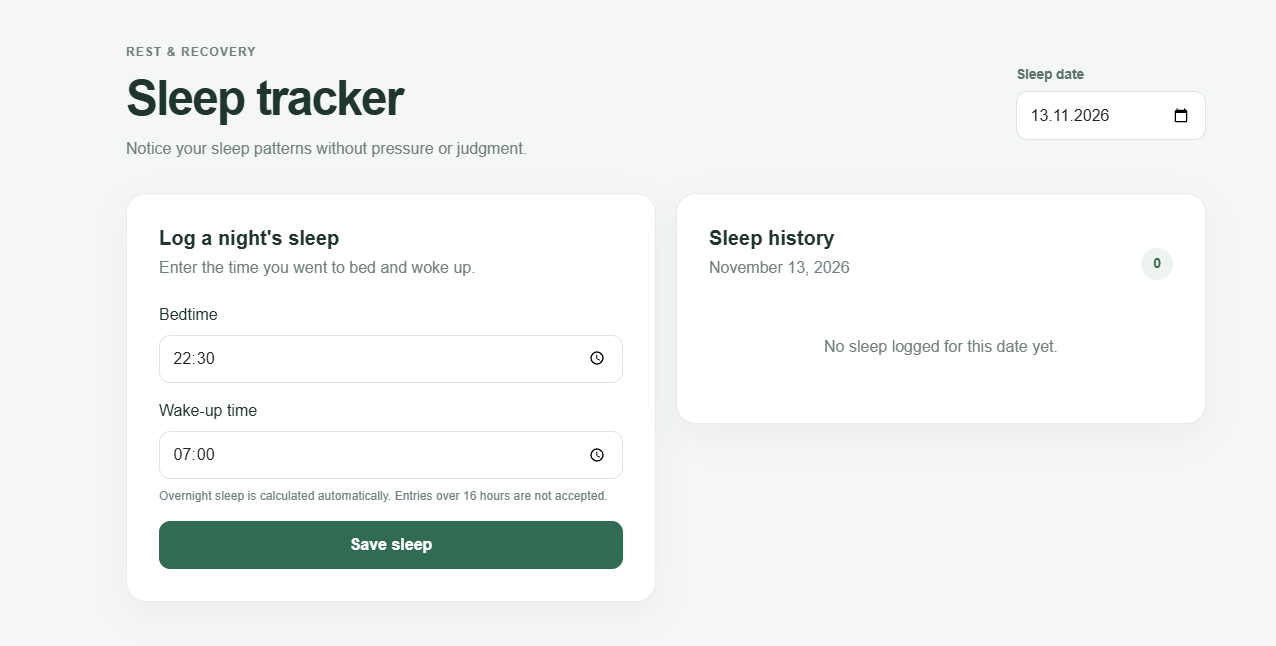 REST & RECOVERY
Sleep tracker
Notice your sleep patterns without pressure or judgment.
Sleep date
13.11.2026
Log a night's sleep
Enter the time you went to bed and woke up.
Bedtime
22:30
Wake-up time
07:00
Overnight sleep is calculated automatically. Entries over 16 hours are not accepted.
Save sleep
Sleep history
November 13, 2026
0
No sleep logged for this date yet.